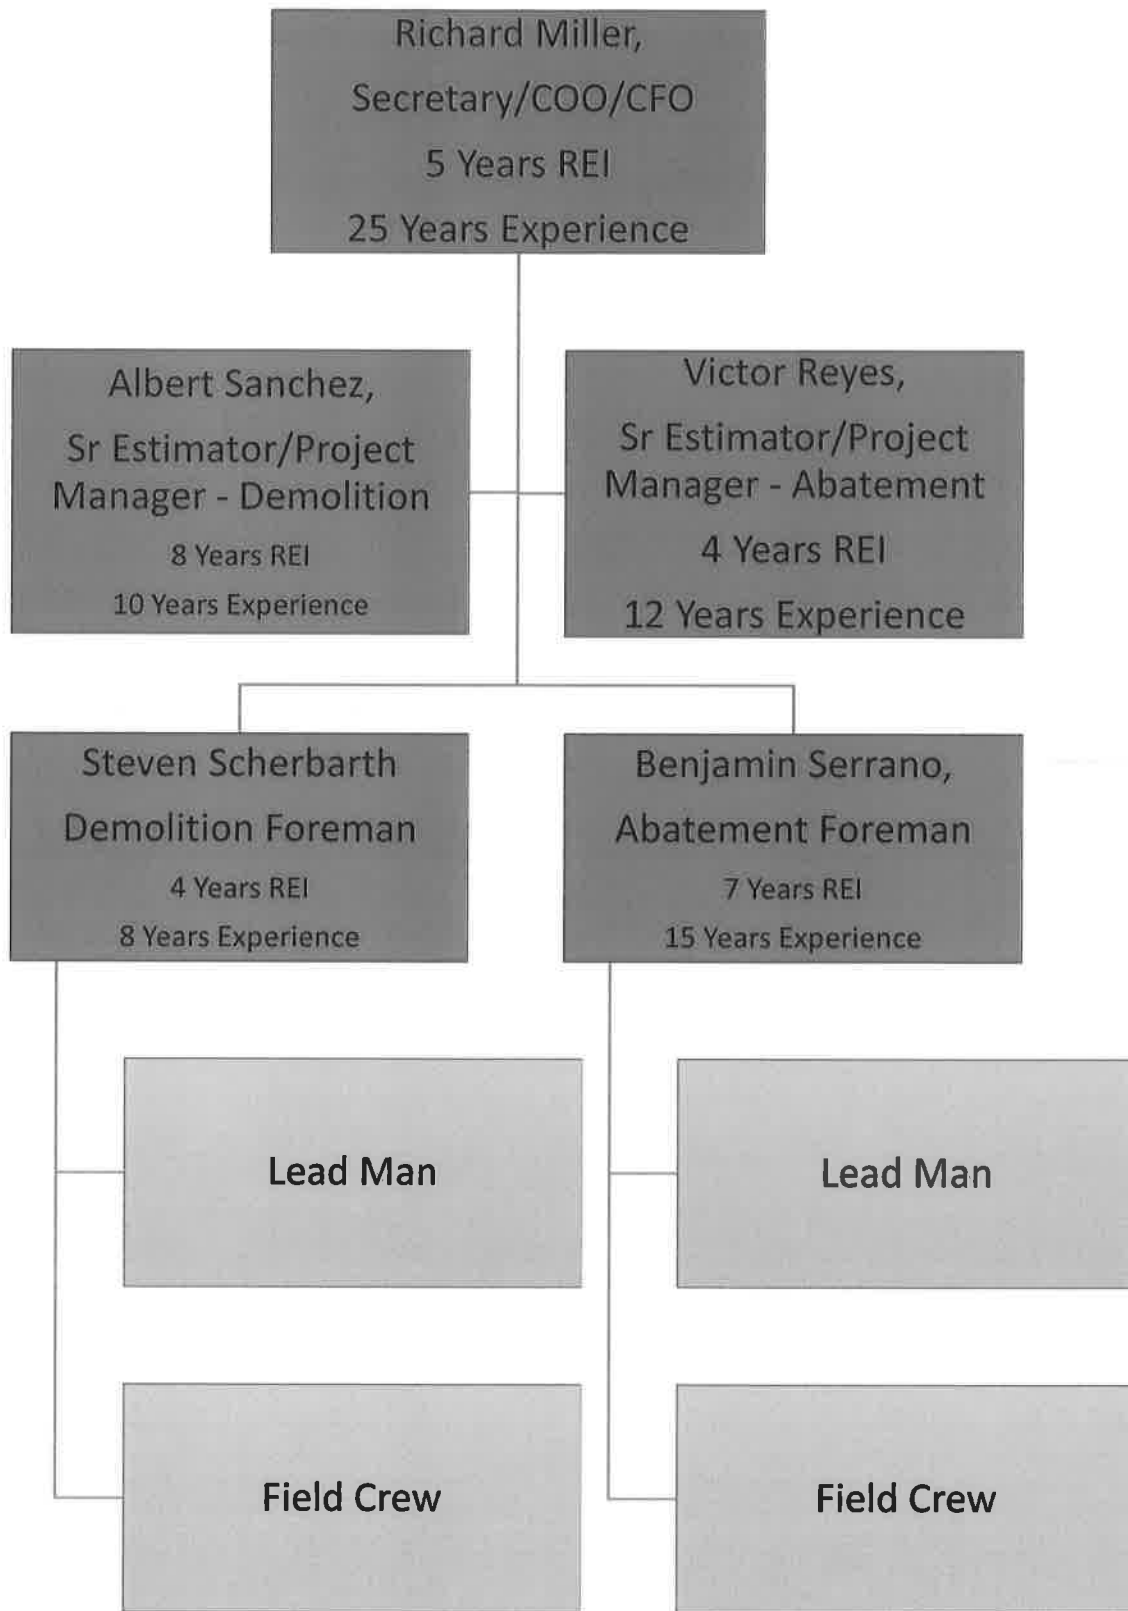 Richard Miller,
Secretary/COO/CFO
5 Years REI
25 Years Experience
Albert Sanchez,
Sr Estimator/Project
Manager - Demolition
8 Years REI
10 Years Experience
Victor Reyes,
Sr Estimator/Project
Manager - Abatement
4 Years REI
12 Years Experience
Steven Scherbarth
Demolition Foreman
4 Years REI
8 Years Experience
Benjamin Serrano,
Abatement Foreman
7 Years REI
15 Years Experience
Lead Man
Lead Man
Field Crew
Field Crew